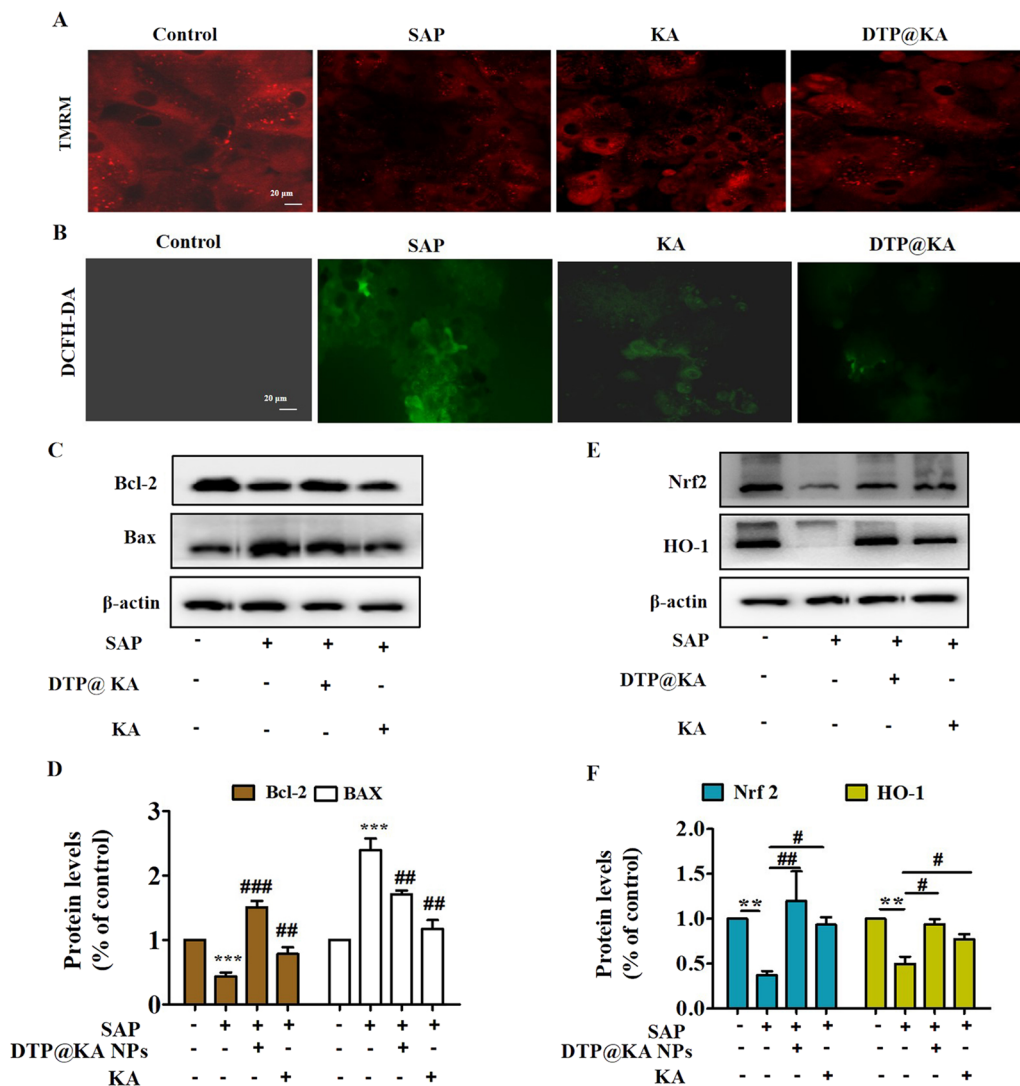 A
Control SAP KA DTP@KA
TMRM
20 μm
B
Control SAP KA DTP@KA
DCFH-DA
20 μm
C
Bcl-2
Bax
β-actin
SAP - + + +
DTP@ KA - - + -
KA - - - +
E
Nrf2
HO-1
β-actin
SAP - + + +
DTP@KA - - + -
KA - - - +
D
Bcl-2 BAX
Protein levels
(% of control)
3
2
1
0
*** ### ## *** ## ##
SAP - + + + - + + +
DTP@KA NPs - - + - - - + -
KA - - - + - - - +
F
Nrf 2 HO-1
Protein levels
(% of control)
2.0
1.5
1.0
0.5
0.0
** ## # ** # #
SAP - + + + - + + +
DTP@KA NPs - - + - - - + -
KA - - - + - - - +